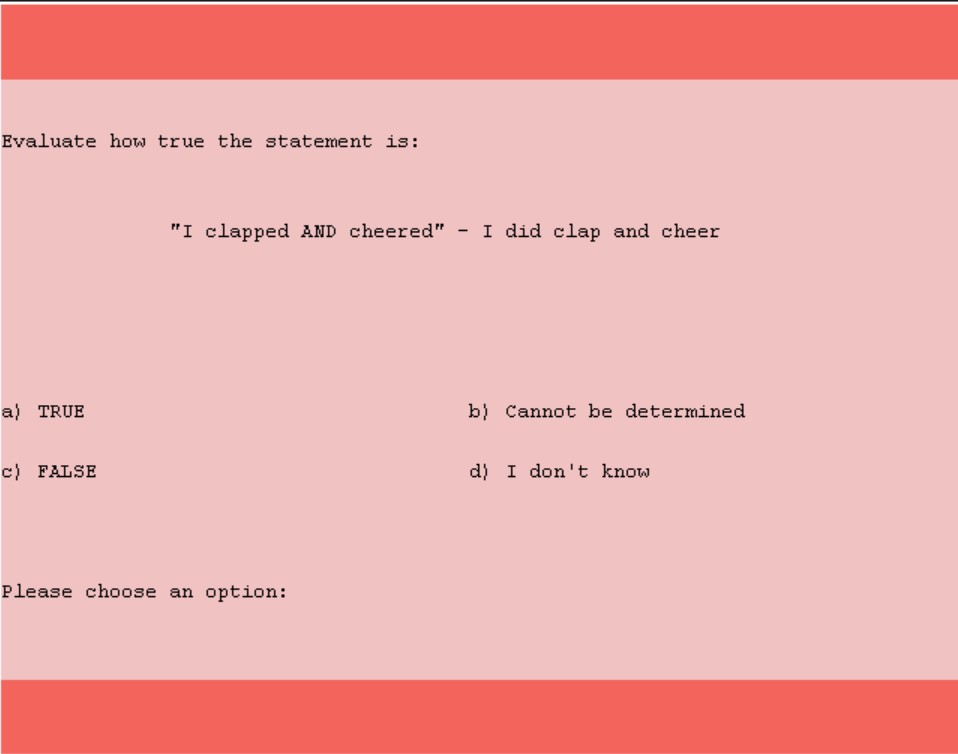 Evaluate how true the statement is:
"I clapped AND cheered" - I did clap and cheer
a) TRUE b) Cannot be determined
c) FALSE d) I don't know
Please choose an option: